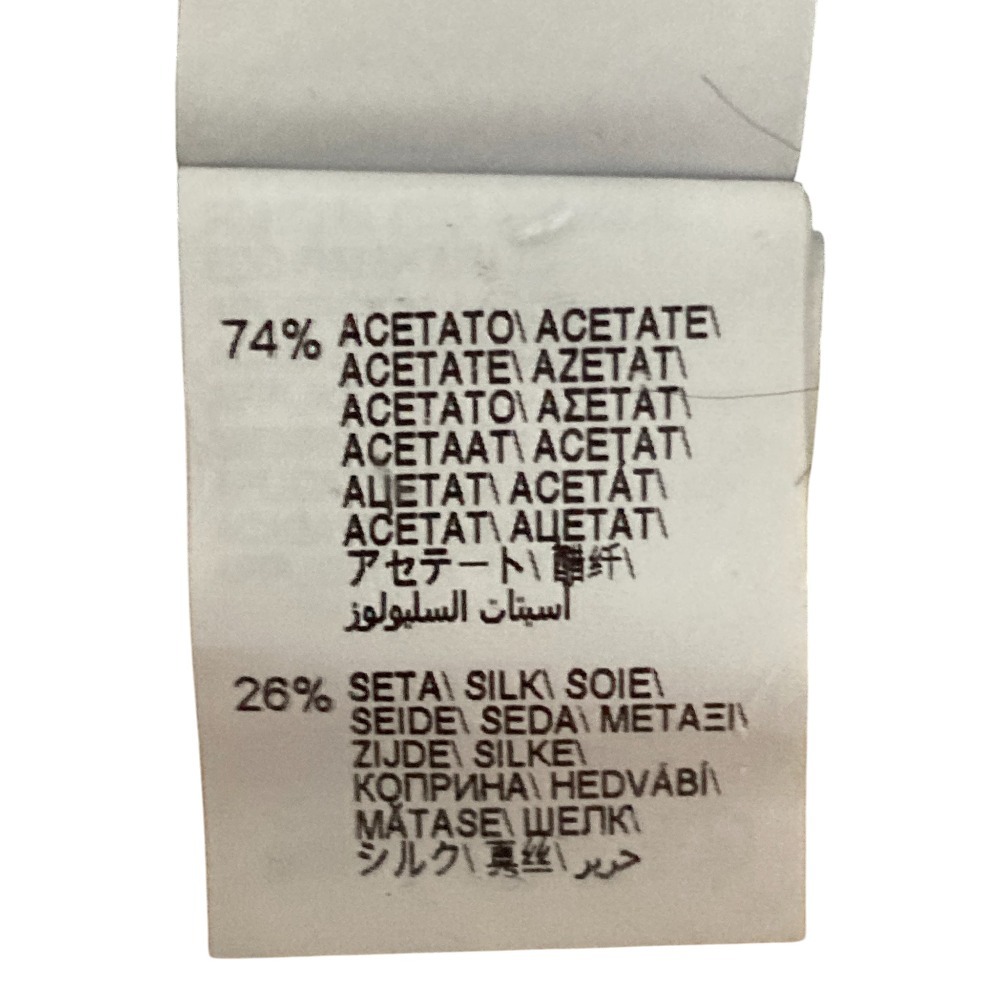 74% ACETATO\ ACETATE\
ACETATE\ AZETAT\
ACETATO\ ΑΣΕΤΑΤ\
ACETAAT\ ACETAT\
АЦЕТАТ\ ACETÁT\
ACETAT\ АЦЕТАТ\
アセテート\ 醋纤\
أسيتات السليولوز
26% SETA\ SILK\ SOIE\
SEIDE\ SEDA\ ΜΕΤΑΞΙ\
ZIJDE\ SILKE\
КОПРИНА\ HEDVÁBÍ\
MĂTASE\ ШЕЛК\
シルク\ 真丝\ حرير